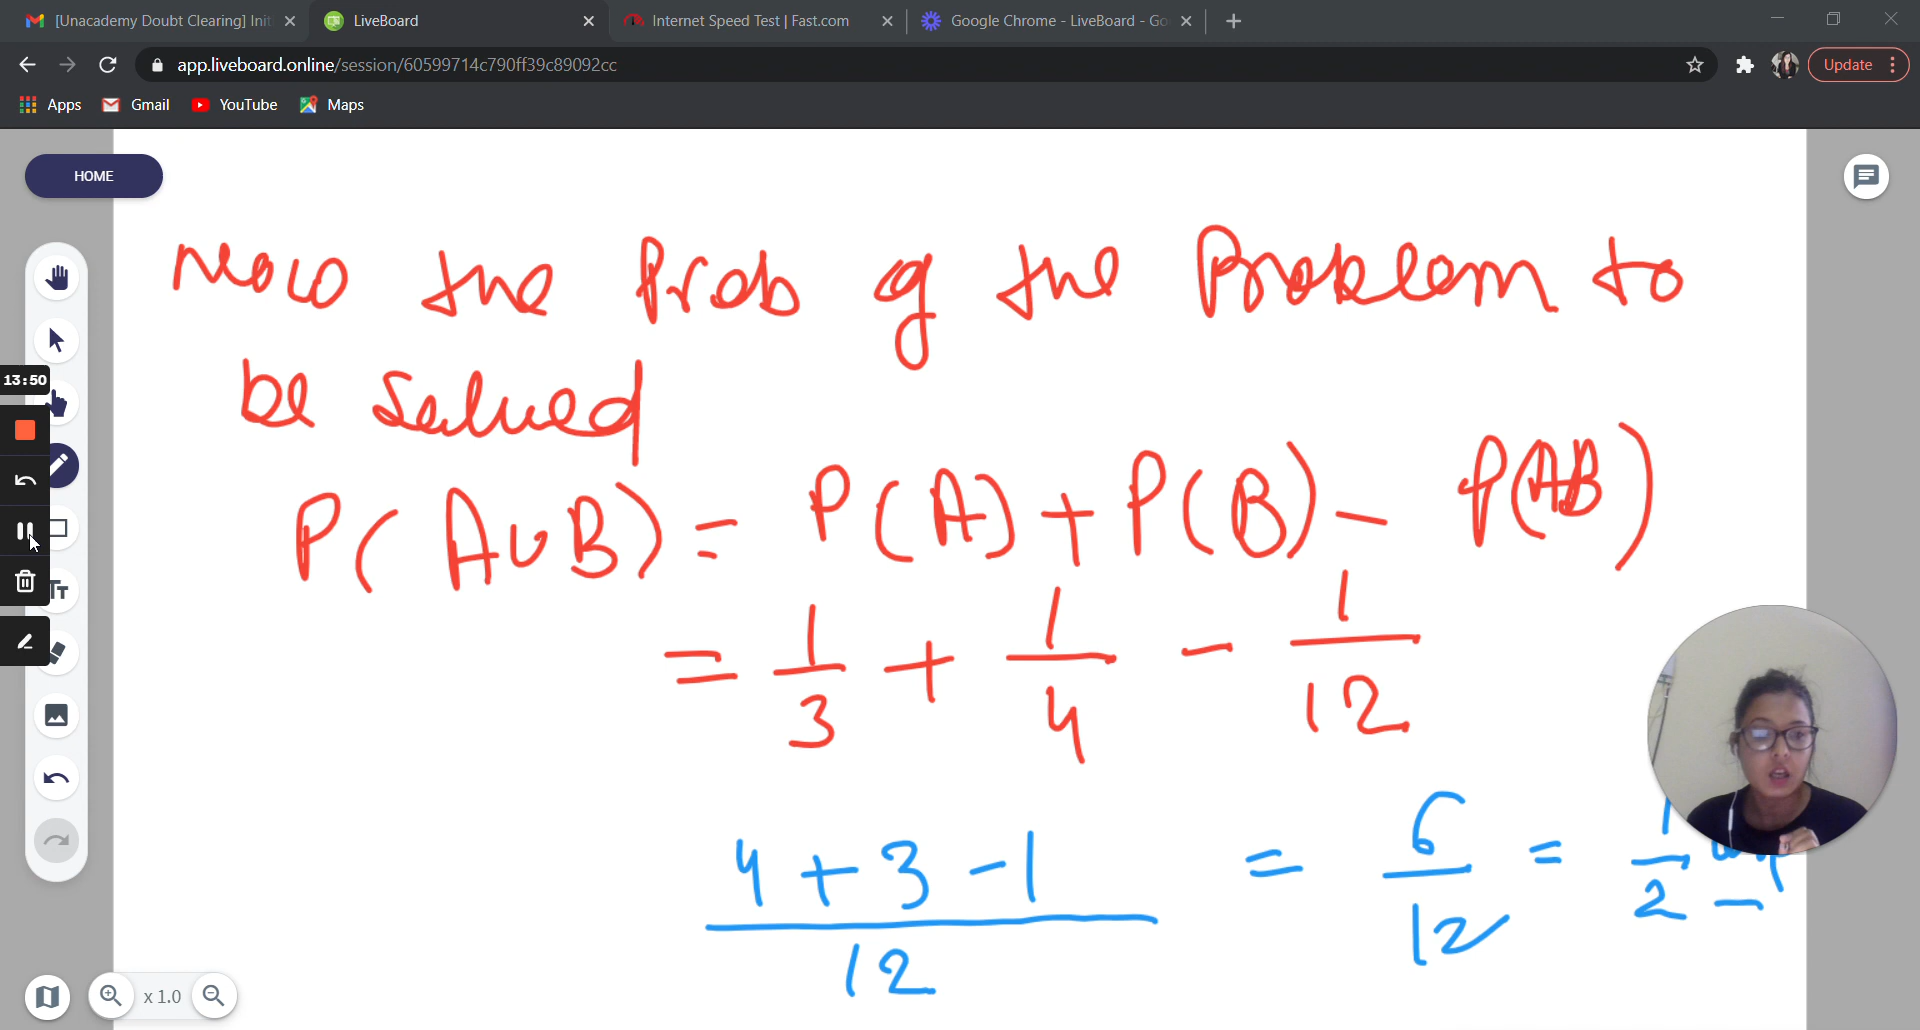 [Unacademy Doubt Clearing] Init
LiveBoard
Internet Speed Test | Fast.com
Google Chrome - LiveBoard - Go
app.liveboard.online/session/60599714c790ff39c89092cc
Update
Apps
Gmail
YouTube
Maps
HOME
13:50
Now the Prob of the Problem to
be solved
P(A∪B) = P(A) + P(B) - P(AB)
= 1/3 + 1/4 - 1/12
4+3-1/12 = 6/12 = 1/2
Tt
x 1.0